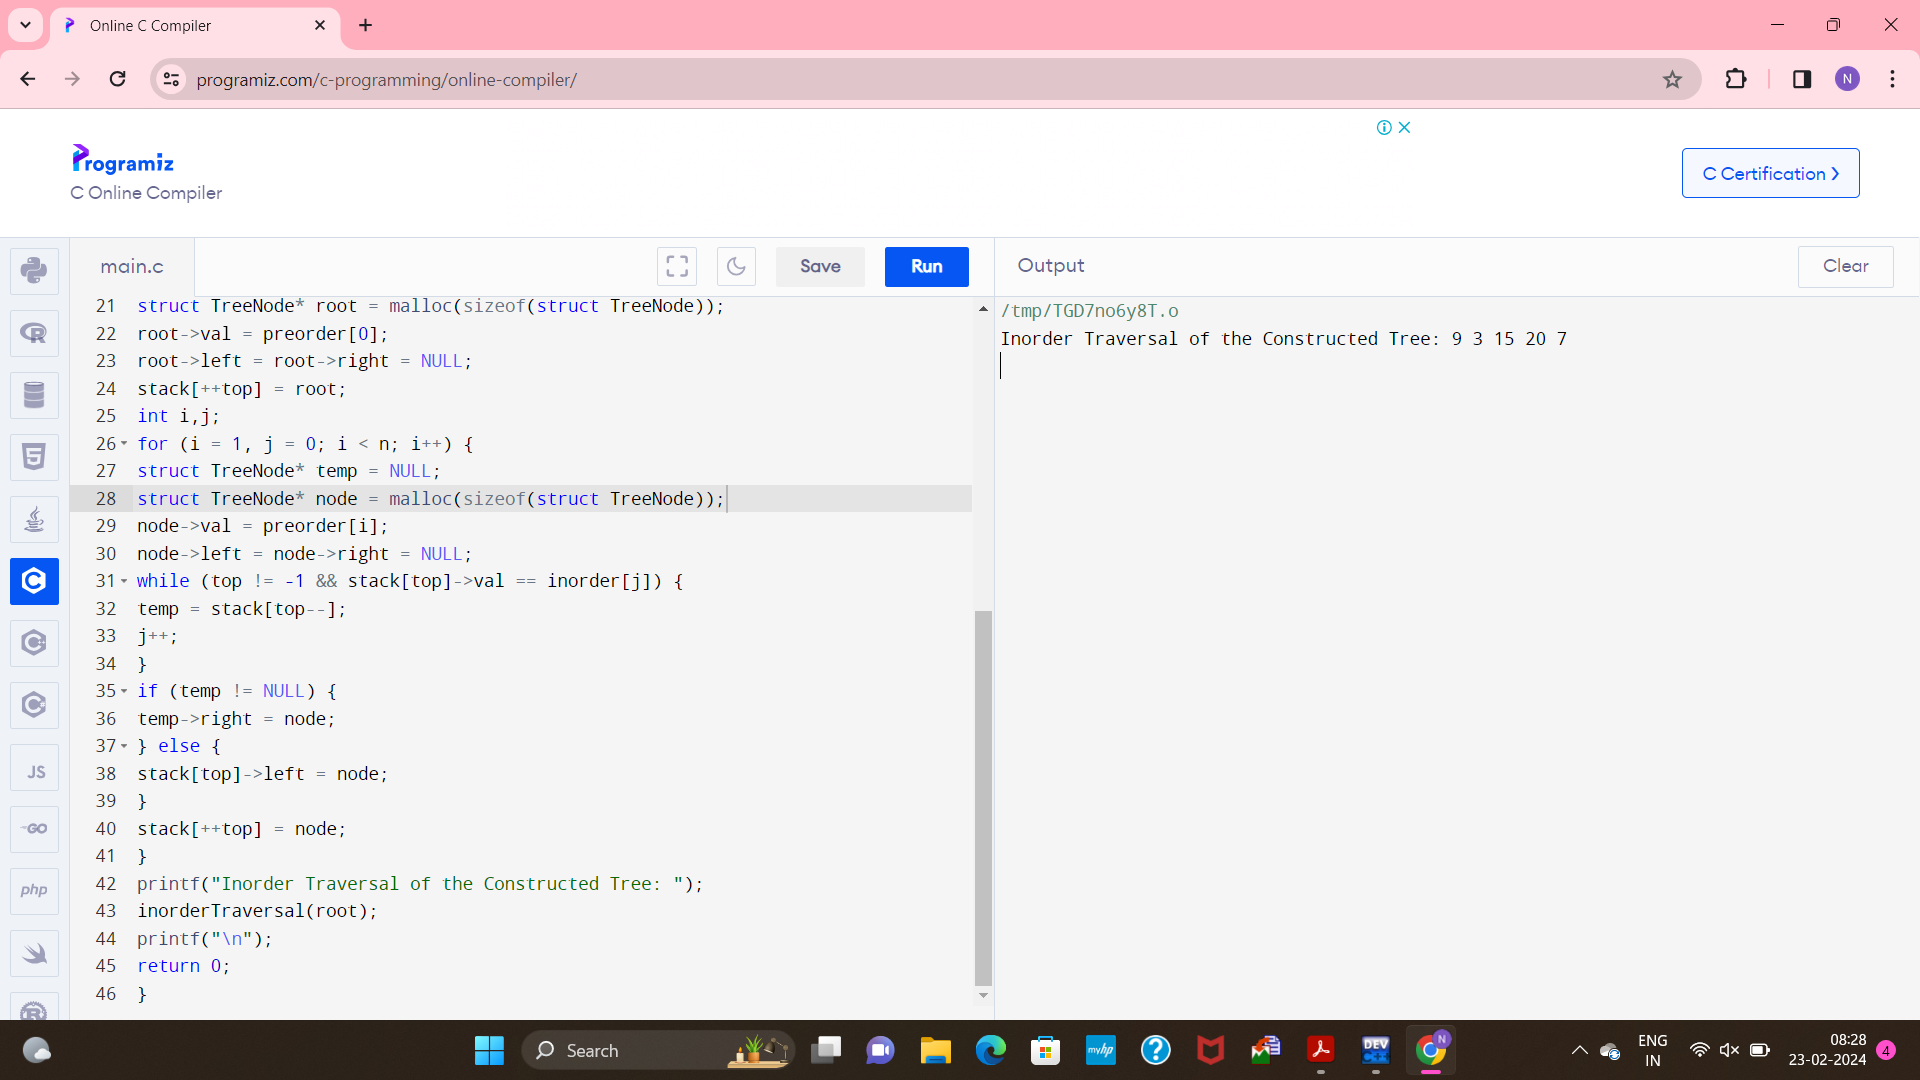 Online C Compiler
programiz.com/c-programming/online-compiler/
N
Programiz
C Online Compiler
C Certification
main.c
Save
Run
Output
Clear
21 struct TreeNode* root = malloc(sizeof(struct TreeNode));
22 root->val = preorder[0];
23 root->left = root->right = NULL;
24 stack[++top] = root;
25 int i,j;
26 for (i = 1, j = 0; i < n; i++) {
27 struct TreeNode* temp = NULL;
28 struct TreeNode* node = malloc(sizeof(struct TreeNode));
29 node->val = preorder[i];
30 node->left = node->right = NULL;
31 while (top != -1 && stack[top]->val == inorder[j]) {
32 temp = stack[top--];
33 j++;
34 }
35 if (temp != NULL) {
36 temp->right = node;
37 } else {
38 stack[top]->left = node;
39 }
40 stack[++top] = node;
41 }
42 printf("Inorder Traversal of the Constructed Tree: ");
43 inorderTraversal(root);
44 printf("\n");
45 return 0;
46 }
/tmp/TGD7no6y8T.o
Inorder Traversal of the Constructed Tree: 9 3 15 20 7
R
5
C
JS
GO
php
R
Search
myhp
?
DEV
C++
N
ENG
IN
08:28
23-02-2024
4